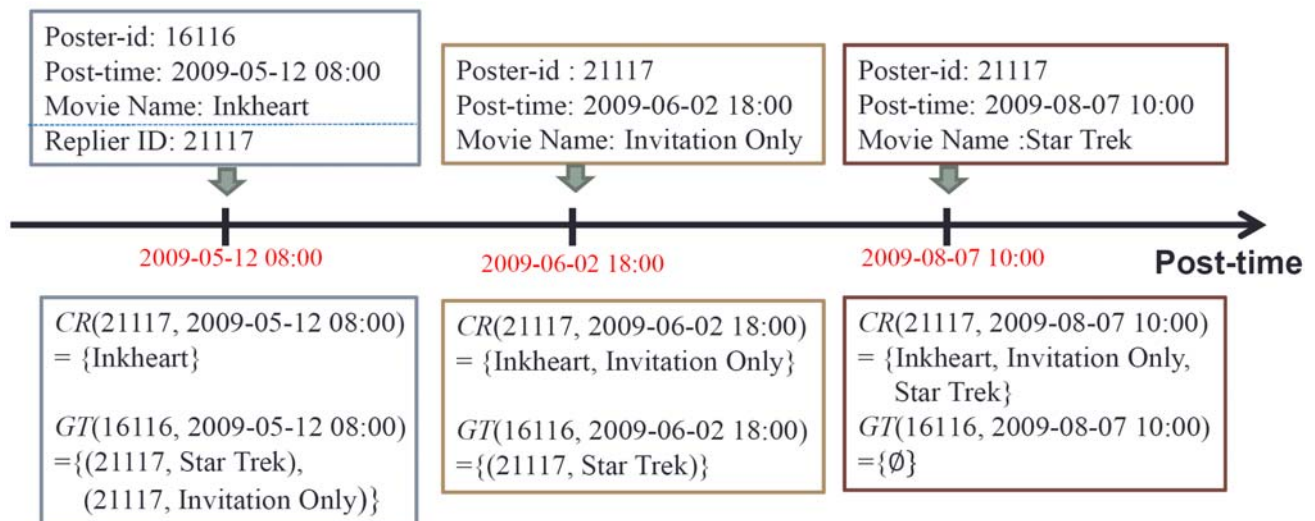 Poster-id: 16116
Post-time: 2009-05-12 08:00
Movie Name: Inkheart
Replier ID: 21117
Poster-id : 21117
Post-time: 2009-06-02 18:00
Movie Name: Invitation Only
Poster-id: 21117
Post-time: 2009-08-07 10:00
Movie Name :Star Trek
2009-05-12 08:00
2009-06-02 18:00
2009-08-07 10:00
Post-time
CR(21117, 2009-05-12 08:00)
= {Inkheart}
GT(16116, 2009-05-12 08:00)
={(21117, Star Trek),
(21117, Invitation Only)}
CR(21117, 2009-06-02 18:00)
= {Inkheart, Invitation Only}
GT(16116, 2009-06-02 18:00)
={(21117, Star Trek)}
CR(21117, 2009-08-07 10:00)
= {Inkheart, Invitation Only,
Star Trek}
GT(16116, 2009-08-07 10:00)
={∅}